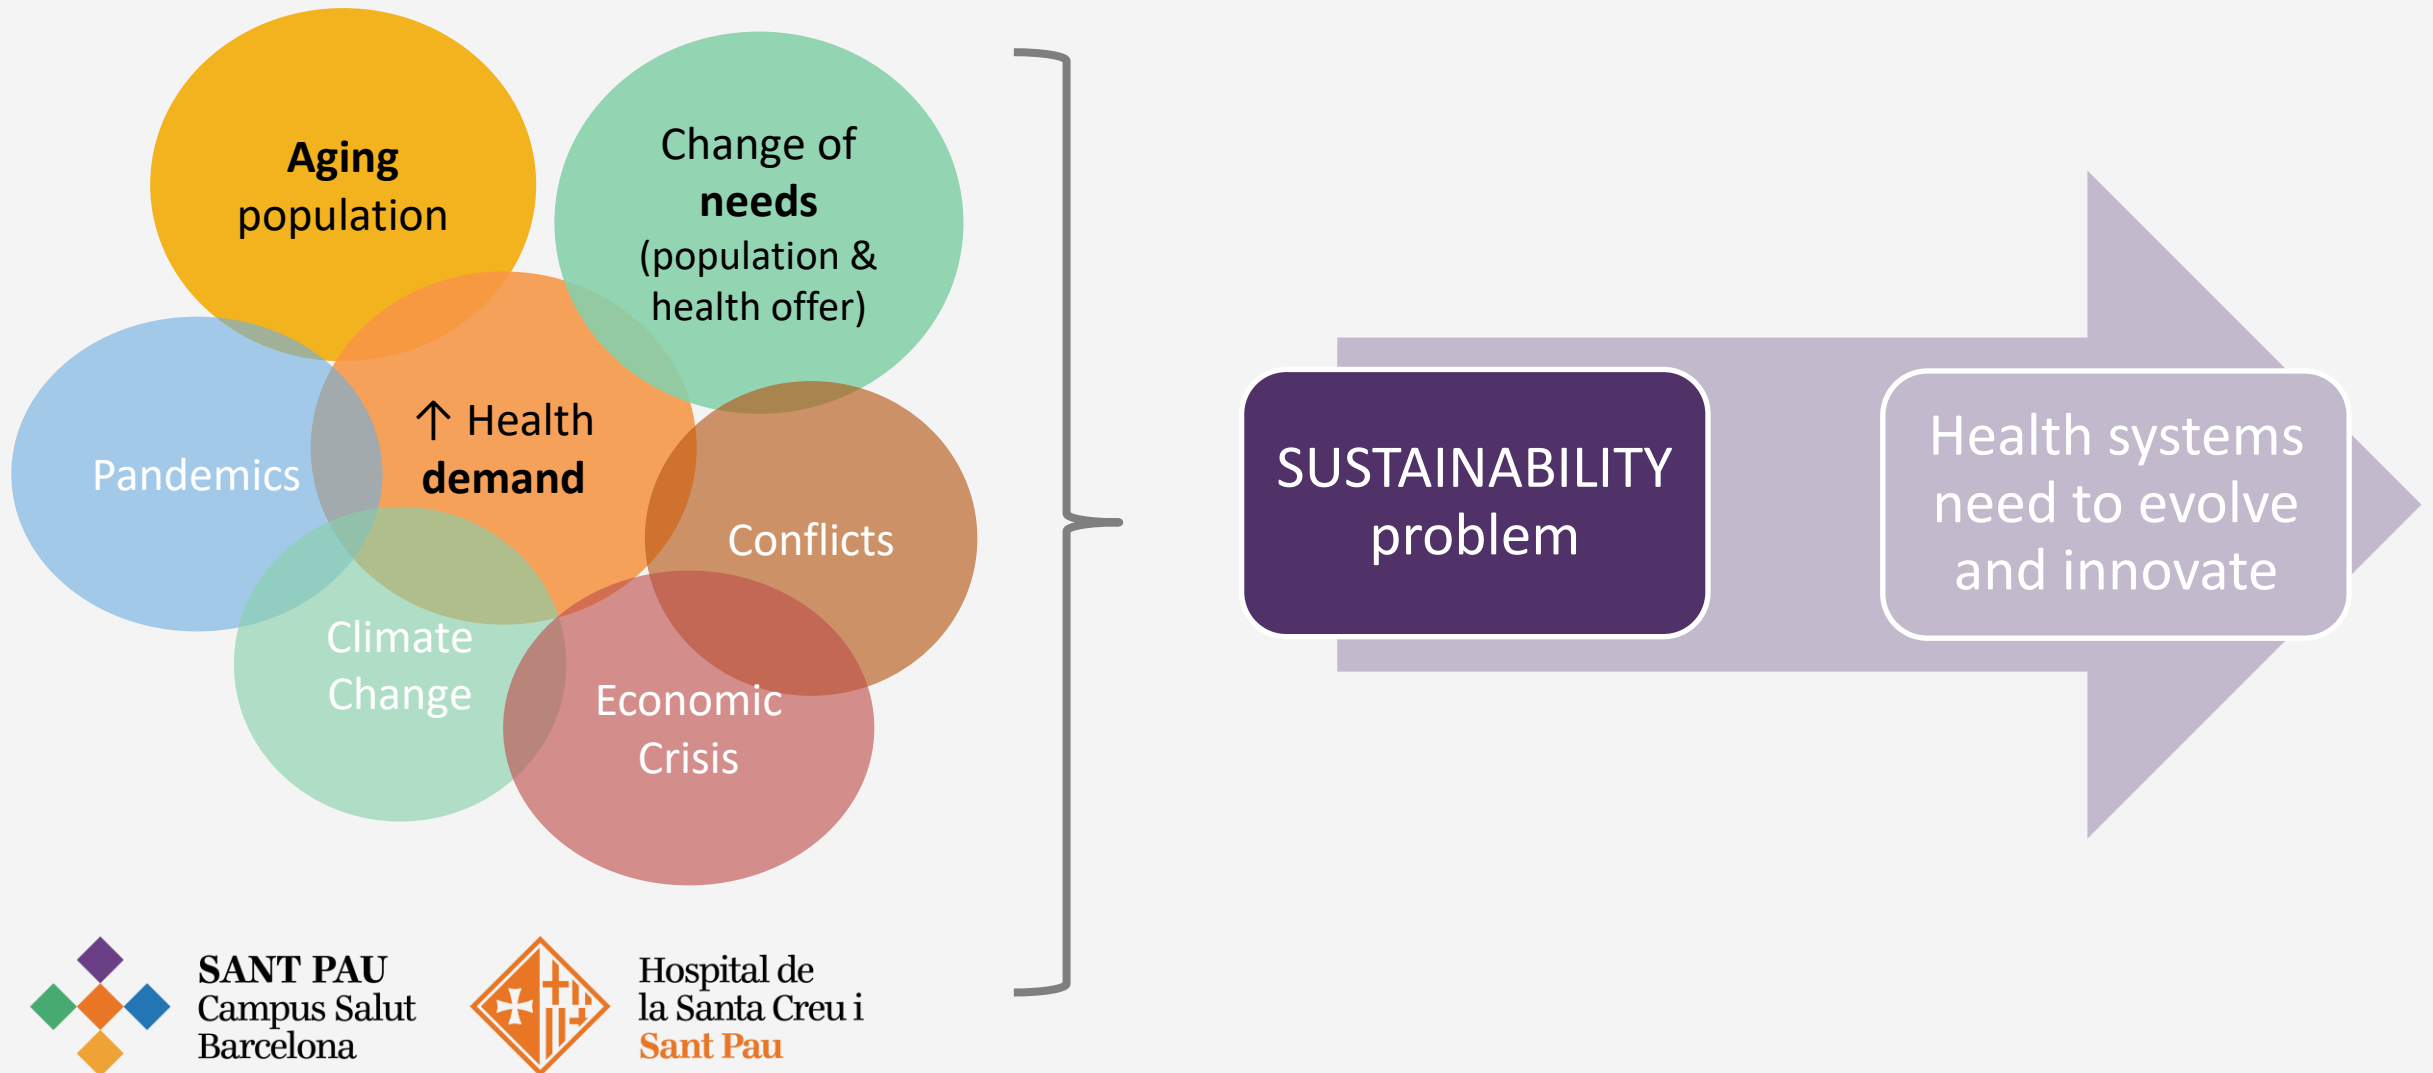 Aging
population
Change of
needs
(population &
health offer)
↑ Health
demand
Pandemics
Conflicts
Climate
Change
Economic
Crisis
SUSTAINABILITY
problem
Health systems
need to evolve
and innovate
SANT PAU
Campus Salut
Barcelona
Hospital de
la Santa Creu i
Sant Pau